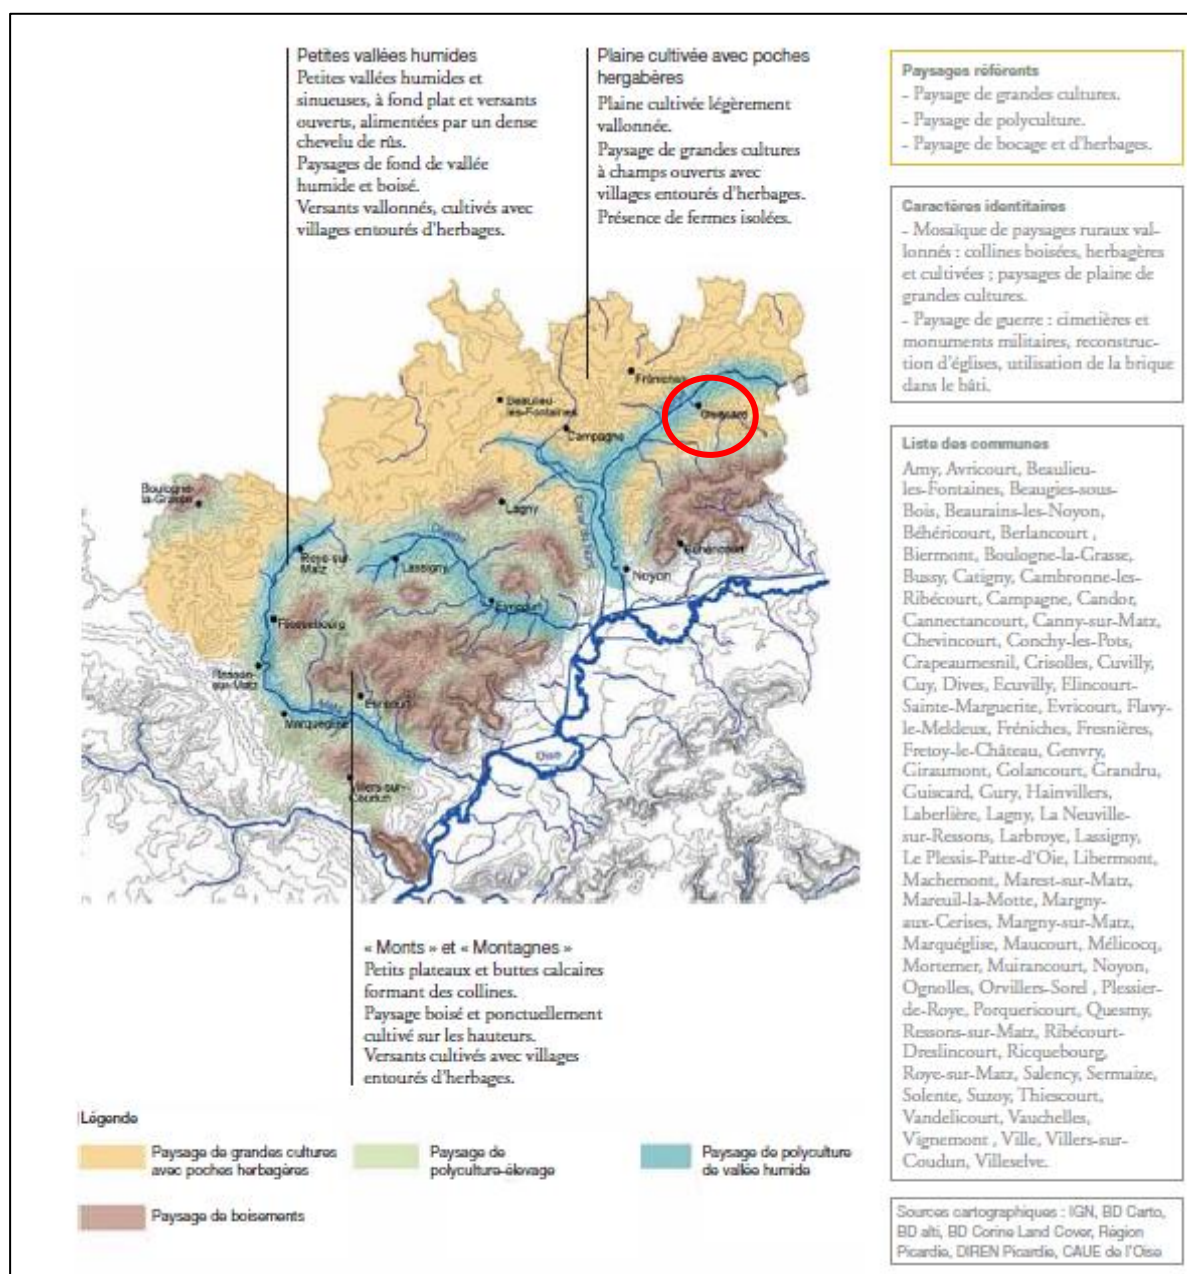 Petites vallées humides
Petites vallées humides et
sinueuses, à fond plat et versants
ouverts, alimentées par un dense
chevelu de rûs.
Paysages de fond de vallée
humide et boisé.
Versants vallonnés, cultivés avec
villages entourés d'herbages.
Plaine cultivée avec poches
hergabères
Plaine cultivée légèrement
vallonnée.
Paysage de grandes cultures
à champs ouverts avec
villages entourés d'herbages.
Présence de fermes isolées.
Paysages référents
- Paysage de grandes cultures.
- Paysage de polyculture.
- Paysage de bocage et d'herbages.
Caractères identitaires
- Mosaïque de paysages ruraux val-
lonnés : collines boisées, herbagères
et cultivées ; paysages de plaine de
grandes cultures.
- Paysage de guerre : cimetières et
monuments militaires, reconstruc-
tion d'églises, utilisation de la brique
dans le bâti.
Liste des communes
Amy, Avricourt, Beaulieu-
les-Fontaines, Beaugies-sous-
Bois, Beaurains-les-Noyon,
Béhéricourt, Berlancourt ,
Biermont, Boulogne-la-Grasse,
Bussy, Catigny, Cambronne-les-
Ribécourt, Campagne, Candor,
Cannectancourt, Canny-sur-Matz,
Chevincourt, Conchy-les-Pots,
Crapeaumesnil, Crisolles, Cuvilly,
Cuy, Dives, Ecuvilly, Elincourt-
Sainte-Marguerite, Evricourt, Flavy-
le-Meldeux, Fréniches, Fresnières,
Fretoy-le-Château, Genvry,
Giraumont, Golancourt, Grandru,
Guiscard, Gury, Hainvillers,
Laberlière, Lagny, La Neuville-
sur-Ressons, Larbroye, Lassigny,
Le Plessis-Patte-d'Oie, Libermont,
Machemont, Marest-sur-Matz,
Mareuil-la-Motte, Margny-
aux-Cerises, Margny-sur-Matz,
Marquéglise, Maucourt, Mélicocq,
Mortemer, Muirancourt, Noyon,
Ognolles, Orvillers-Sorel , Plessier-
de-Roye, Porquericourt, Quesmy,
Ressons-sur-Matz, Ribécourt-
Dreslincourt, Ricquebourg,
Roye-sur-Matz, Salency, Sermaize,
Solente, Suzoy, Thiescourt,
Vandelicourt, Vauchelles,
Vignemont , Ville, Villers-sur-
Coudun, Villeselve.
Fréniches
Guiscard
Beaulieu
les-Fontaines
Campagne
Boulogne
la-Grasse
Lagny
Roye-sur
Matz
Lassigny
Noyon
Ressons
sur-Matz
Matz
Marquéglise
Oise
Villers-sur-
Coudun
« Monts » et « Montagnes »
Petits plateaux et buttes calcaires
formant des collines.
Paysage boisé et ponctuellement
cultivé sur les hauteurs.
Versants cultivés avec villages
entourés d'herbages.
Légende
Paysage de grandes cultures
avec poches herbagères
Paysage de
polyculture-élevage
Paysage de polyculture
de vallée humide
Paysage de boisements
Sources cartographiques : IGN, BD Carto,
BD alti, BD Corine Land Cover, Région
Picardie, DIREN Picardie, CAUE de l'Oise